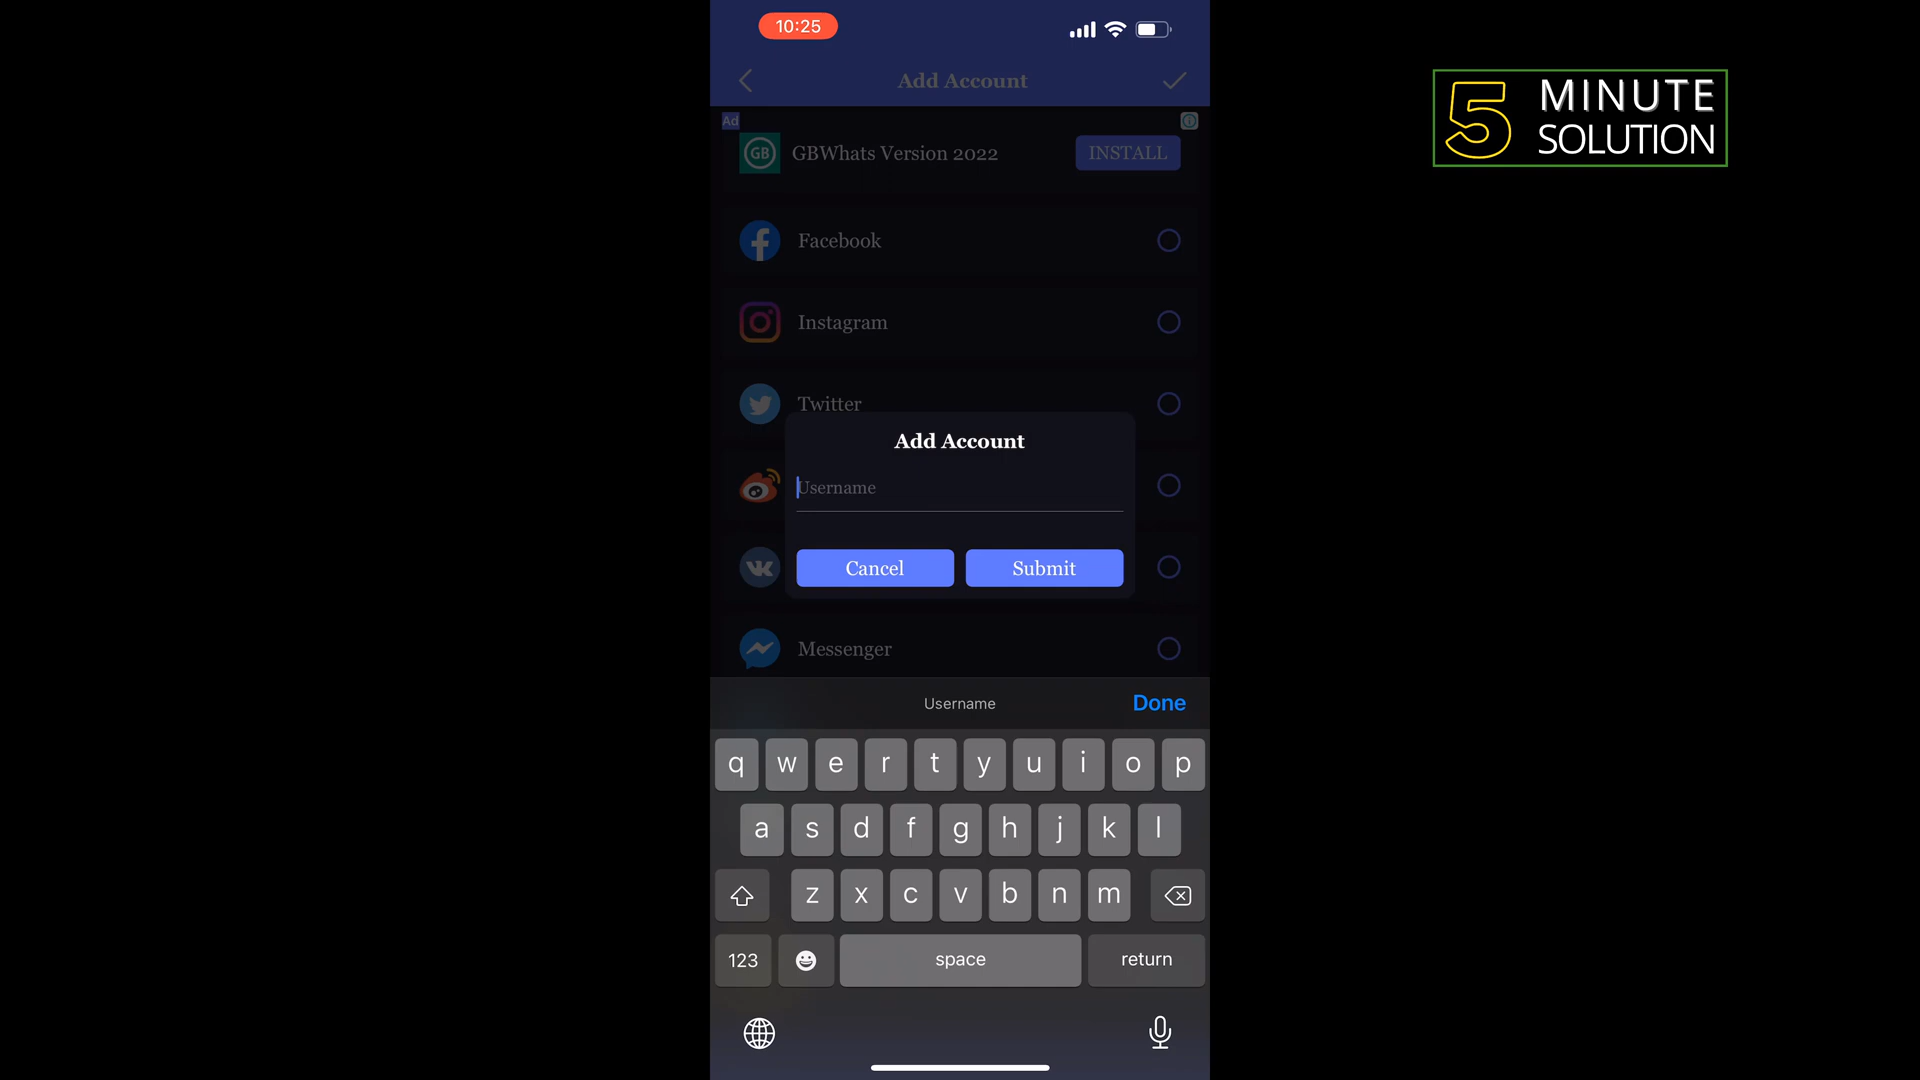 10:25
Add Account
Ad
GB GBWhats Version 2022 INSTALL
Facebook
Instagram
Twitter
Add Account
Username
Cancel Submit
Messenger
Username Done
q w e r t y u i o p
a s d f g h j k l
z x c v b n m
123 space return
5 MINUTE
SOLUTION